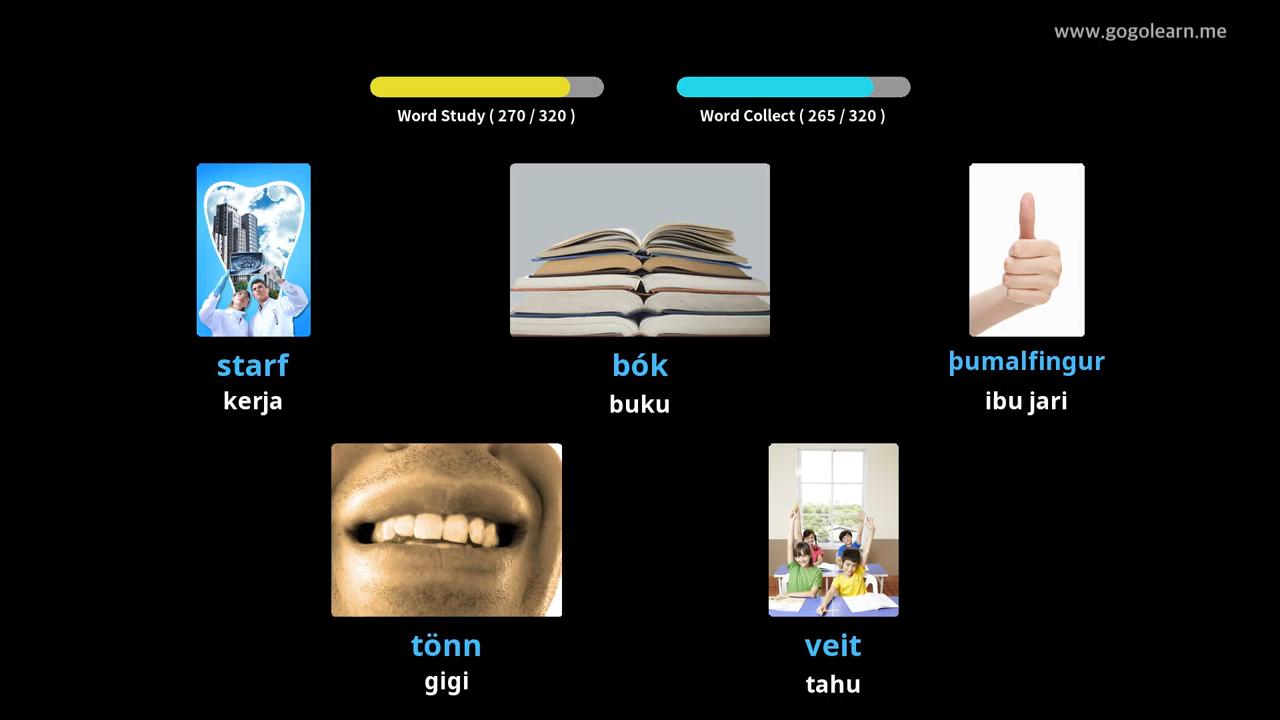 www.gogolearn.me
Word Study ( 270 / 320 )
Word Collect ( 265 / 320 )
starf
kerja
bók
buku
þumalfingur
ibu jari
tönn
gigi
veit
tahu